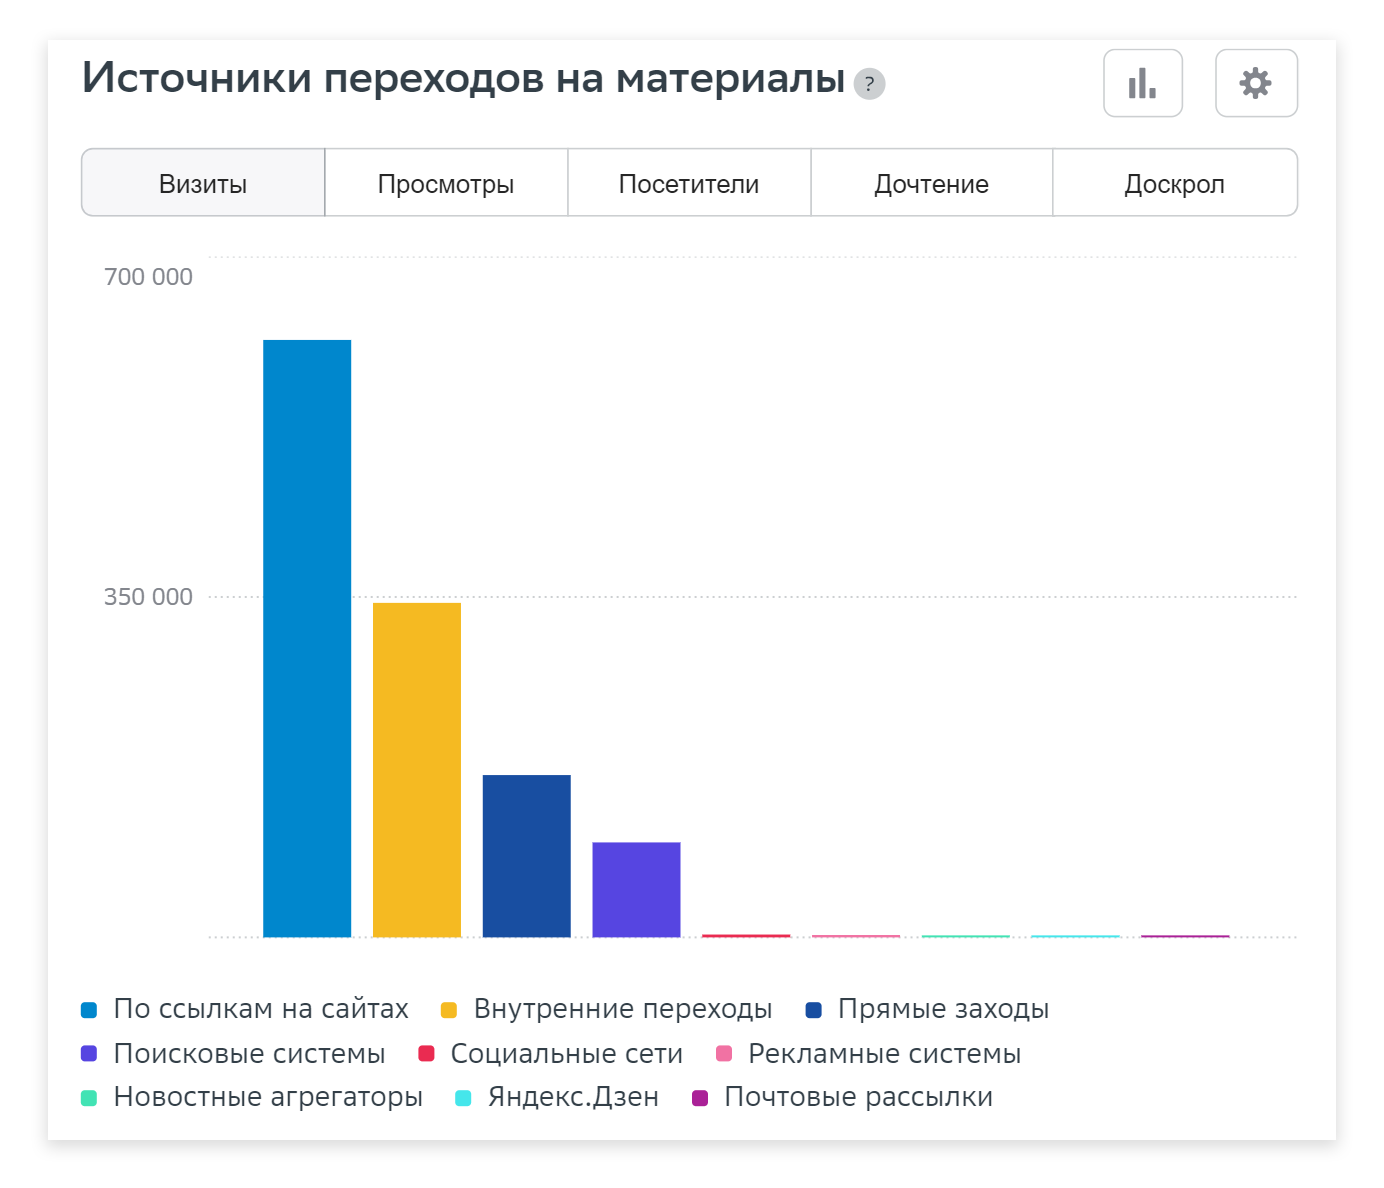 Источники переходов на материалы ?
Визиты Просмотры Посетители Дочтение Доскрол
700 000
350 000
По ссылкам на сайтах Внутренние переходы Прямые заходы
Поисковые системы Социальные сети Рекламные системы
Новостные агрегаторы Яндекс.Дзен Почтовые рассылки